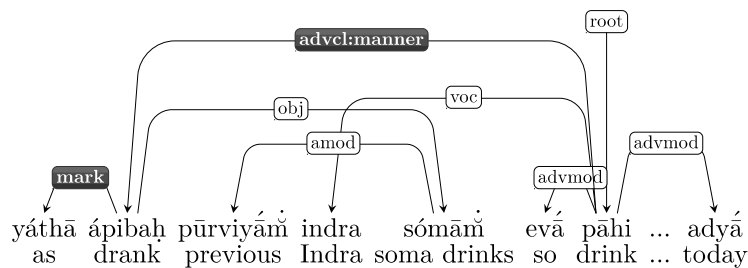 root
advcl:manner
voc
obj
amod
advmod
mark advmod
yáthā ápibaḥ pūrviyā́m̐̇ indra sómām̐̇ evā́ pāhi ... adyā́
as drank previous Indra soma drinks so drink ... today